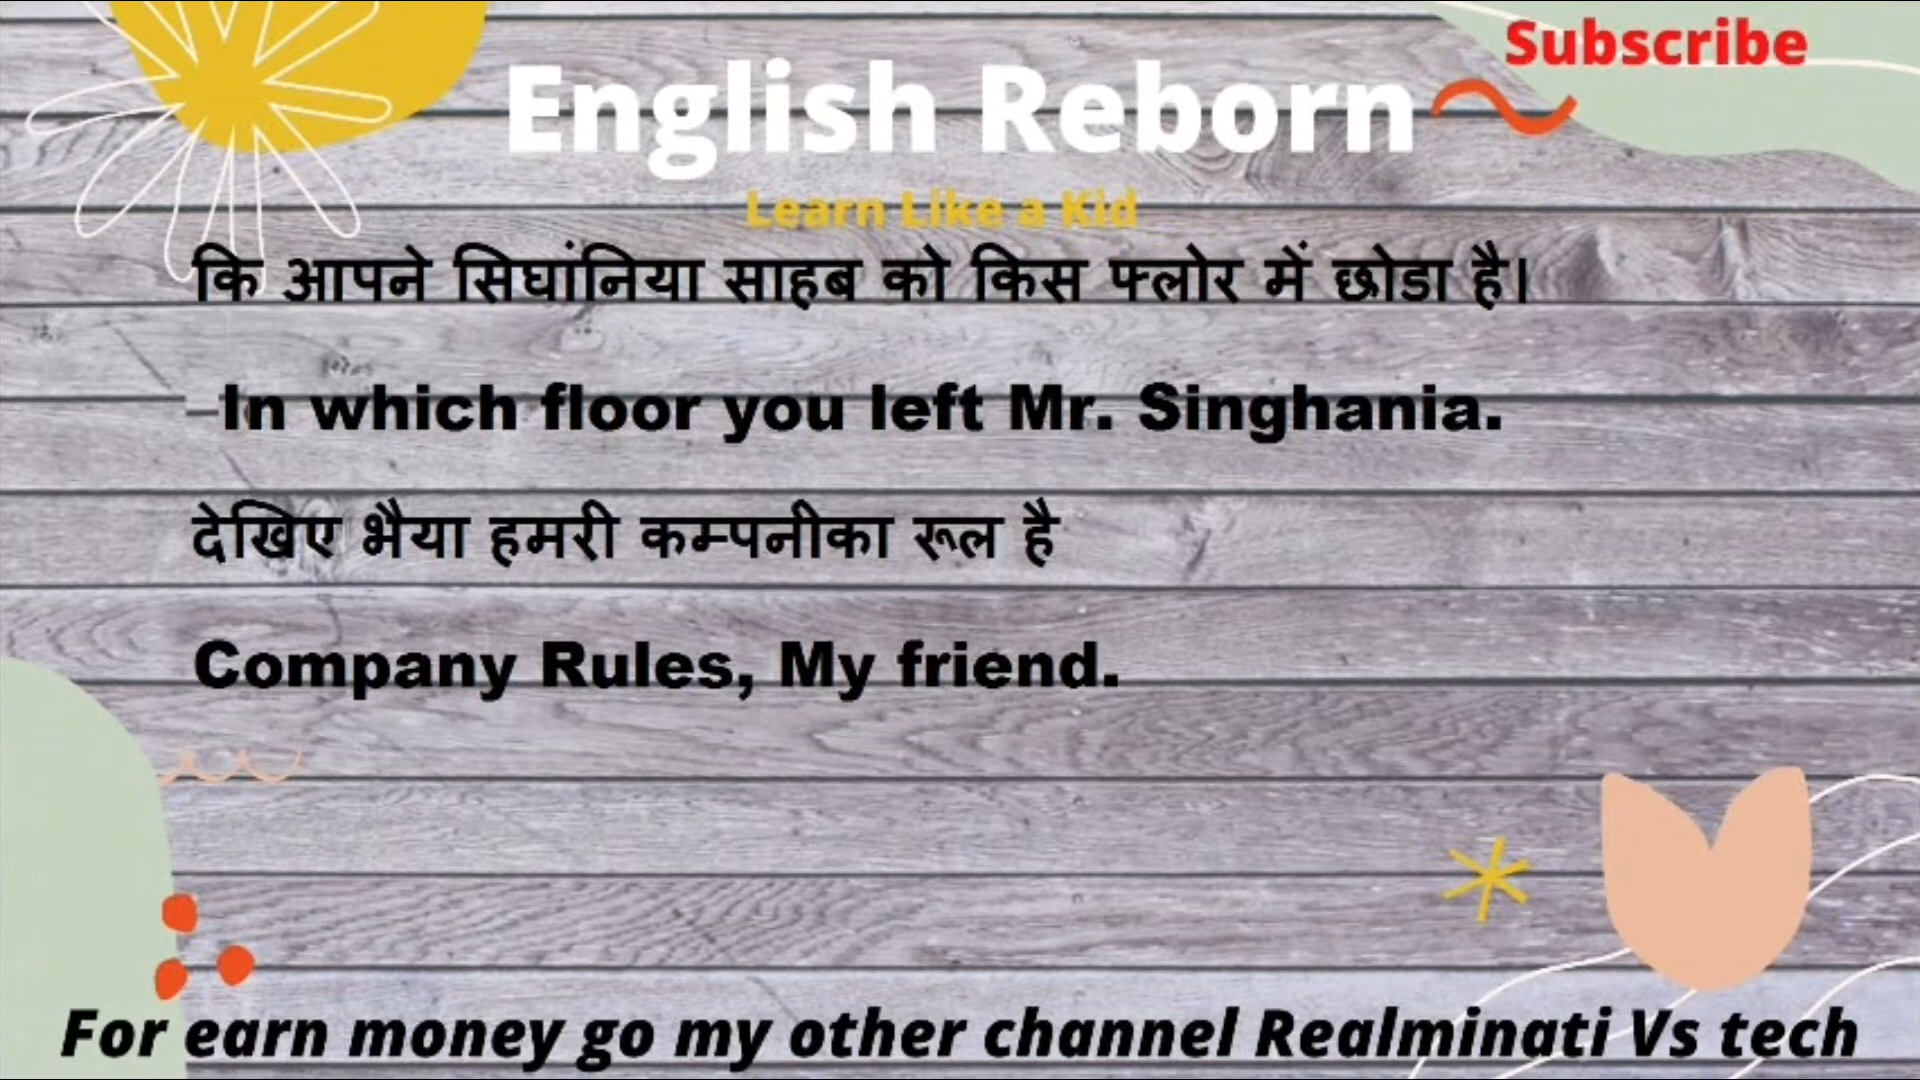 Subscribe
English Reborn
Learn Like a Kid
कि आपने सिघांनिया साहब को किस फ्लोर में छोडा है।
In which floor you left Mr. Singhania.
देखिए भैया हमरी कम्पनीका रूल है
Company Rules, My friend.
For earn money go my other channel Realminati Vs tech